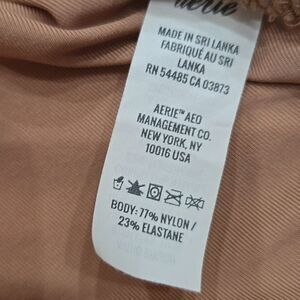 aerie
MADE IN SRI LANKA
FABRIQUÉ AU SRI
LANKA
RN 54485 CA 03873
AERIE™ AEO
MANAGEMENT CO.
NEW YORK, NY
10016 USA
BODY: 77% NYLON /
23% ELASTANE